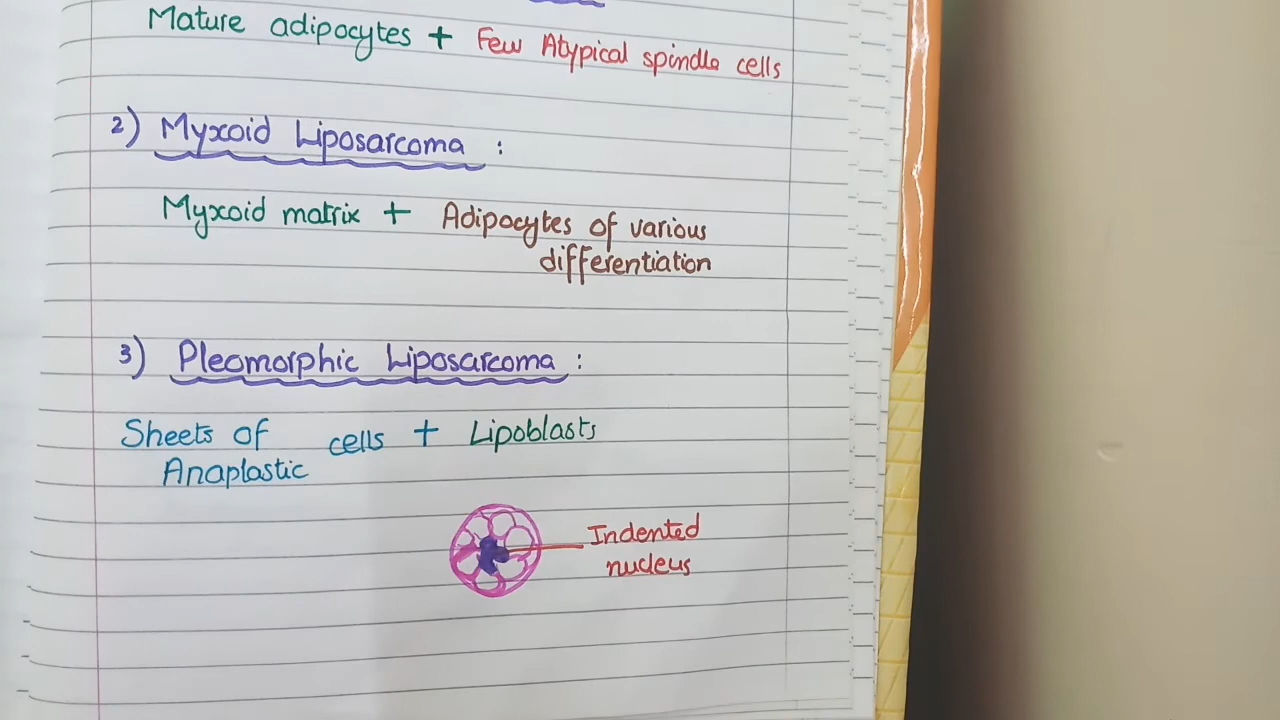 Mature adipocytes + Few Atypical spindle cells
2) Myxoid Liposarcoma :
Myxoid matrix + Adipocytes of various
differentiation
3) Pleomorphic Liposarcoma :
Sheets of cells + Lipoblasts
Anaplastic
Indented
nucleus